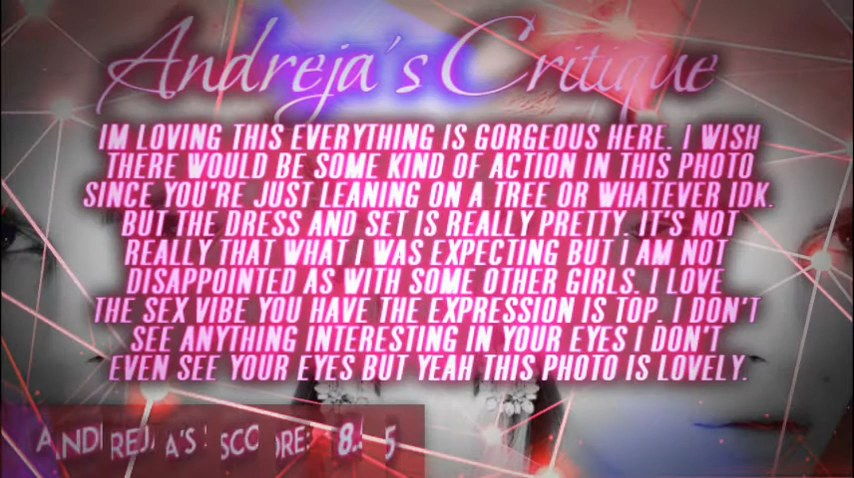 Andreja's Critique
IM LOVING THIS EVERYTHING IS GORGEOUS HERE. I WISH
THERE WOULD BE SOME KIND OF ACTION IN THIS PHOTO
SINCE YOU'RE JUST LEANING ON A TREE OR WHATEVER IDK.
BUT THE DRESS AND SET IS REALLY PRETTY. IT'S NOT
REALLY THAT WHAT I WAS EXPECTING BUT i AM NOT
DISAPPOINTED AS WITH SOME OTHER GIRLS. I LOVE
THE SEX VIBE YOU HAVE THE EXPRESSION IS TOP. I DON'T
SEE ANYTHING INTERESTING IN YOUR EYES I DON'T
EVEN SEE YOUR EYES BUT YEAH THIS PHOTO IS LOVELY.
ANDREJA'S SCORE: 8.5